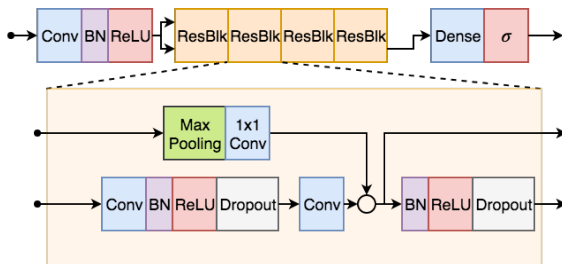 Conv BN ReLU ResBlk ResBlk ResBlk ResBlk Dense σ
Max Pooling 1x1 Conv
Conv BN ReLU Dropout Conv BN ReLU Dropout